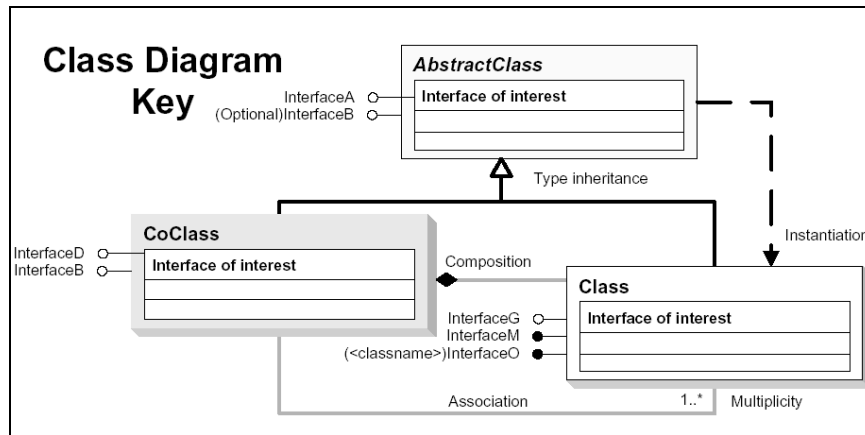 Class Diagram
Key
AbstractClass
InterfaceA
Interface of interest
(Optional)InterfaceB
Type inheritance
CoClass
InterfaceD
InterfaceB
Interface of interest
Instantiation
Composition
Class
InterfaceG
Interface of interest
InterfaceM
(<classname>)InterfaceO
Association
1..*
Multiplicity